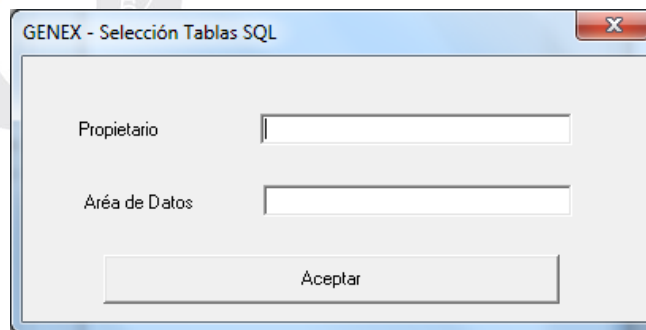 GENEX - Selección Tablas SQL
Propietario
Aréa de Datos
Aceptar